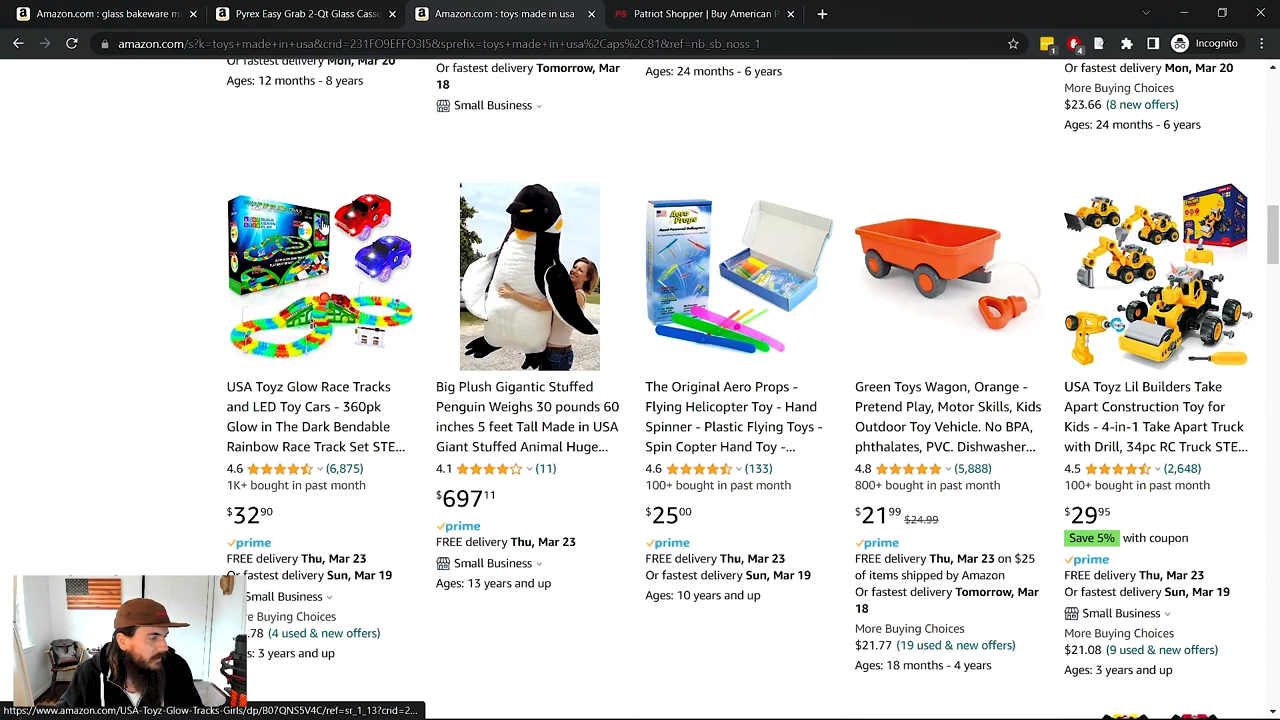 Amazon.com : glass bakeware m
Pyrex Easy Grab 2-Qt Glass Casse
Amazon.com : toys made in usa
Patriot Shopper | Buy American P
amazon.com/s?k=toys+made+in+usa&crid=231FO9EFFO3I5&sprefix=toys+made+in+usa%2Caps%2C81&ref=nb_sb_noss_1
1
4
Incognito
Or fastest delivery Mon, Mar 20
Ages: 12 months - 8 years
Or fastest delivery Tomorrow, Mar
18
Small Business
Ages: 24 months - 6 years
Or fastest delivery Mon, Mar 20
More Buying Choices
$23.66 (8 new offers)
Ages: 24 months - 6 years
Aero
Props
USA Toyz Glow Race Tracks
and LED Toy Cars - 360pk
Glow in The Dark Bendable
Rainbow Race Track Set STE...
4.6 (6,875)
1K+ bought in past month
$32.90
prime
FREE delivery Thu, Mar 23
Or fastest delivery Sun, Mar 19
Small Business
re Buying Choices
.78 (4 used & new offers)
s: 3 years and up
Big Plush Gigantic Stuffed
Penguin Weighs 30 pounds 60
inches 5 feet Tall Made in USA
Giant Stuffed Animal Huge...
4.1 (11)
$697.11
prime
FREE delivery Thu, Mar 23
Small Business
Ages: 13 years and up
The Original Aero Props -
Flying Helicopter Toy - Hand
Spinner - Plastic Flying Toys -
Spin Copter Hand Toy -...
4.6 (133)
100+ bought in past month
$25.00
prime
FREE delivery Thu, Mar 23
Or fastest delivery Sun, Mar 19
Ages: 10 years and up
Green Toys Wagon, Orange -
Pretend Play, Motor Skills, Kids
Outdoor Toy Vehicle. No BPA,
phthalates, PVC. Dishwasher...
4.8 (5,888)
800+ bought in past month
$21.99 $24.99
prime
FREE delivery Thu, Mar 23 on $25
of items shipped by Amazon
Or fastest delivery Tomorrow, Mar
18
More Buying Choices
$21.77 (19 used & new offers)
Ages: 18 months - 4 years
USA Toyz Lil Builders Take
Apart Construction Toy for
Kids - 4-in-1 Take Apart Truck
with Drill, 34pc RC Truck STE...
4.5 (2,648)
100+ bought in past month
$29.95
Save 5% with coupon
prime
FREE delivery Thu, Mar 23
Or fastest delivery Sun, Mar 19
Small Business
More Buying Choices
$21.08 (9 used & new offers)
Ages: 3 years and up
https://www.amazon.com/USA-Toyz-Glow-Tracks-Girls/dp/B07QNS5V4C/ref=sr_1_13?crid=2...